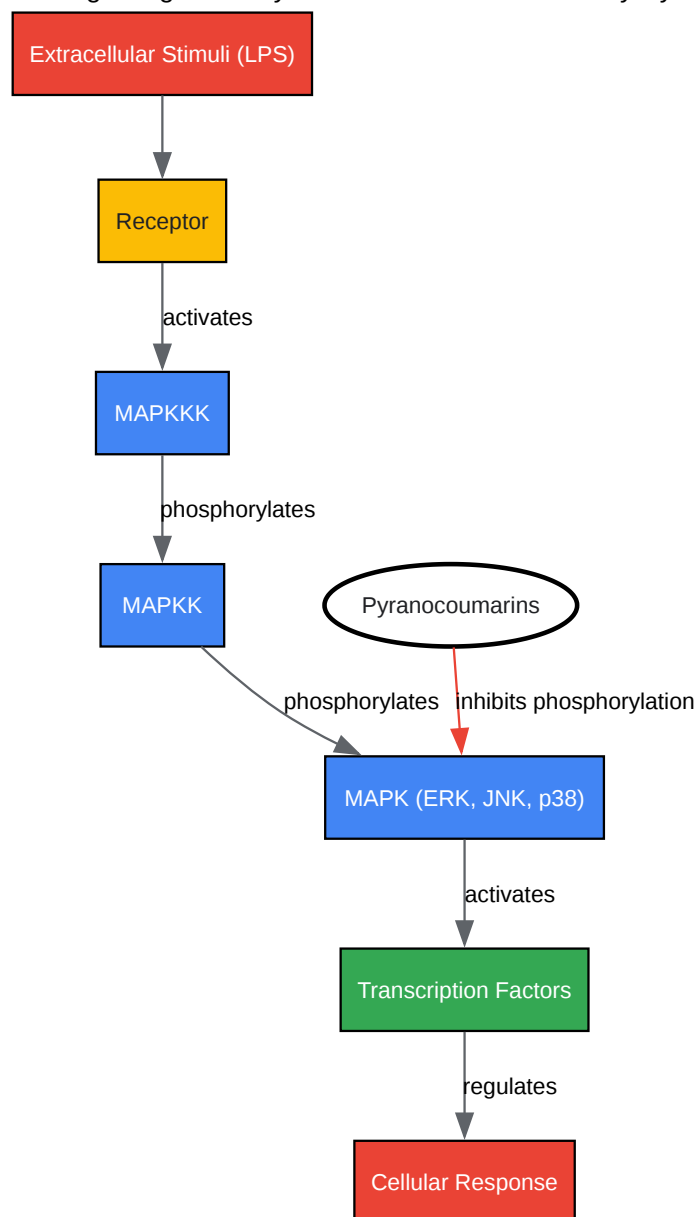 Extracellular Stimuli (LPS)
Receptor
activates
MAPKKK
phosphorylates
MAPKK
Pyranocoumarins
phosphorylates
inhibits phosphorylation
MAPK (ERK, JNK, p38)
activates
Transcription Factors
regulates
Cellular Response